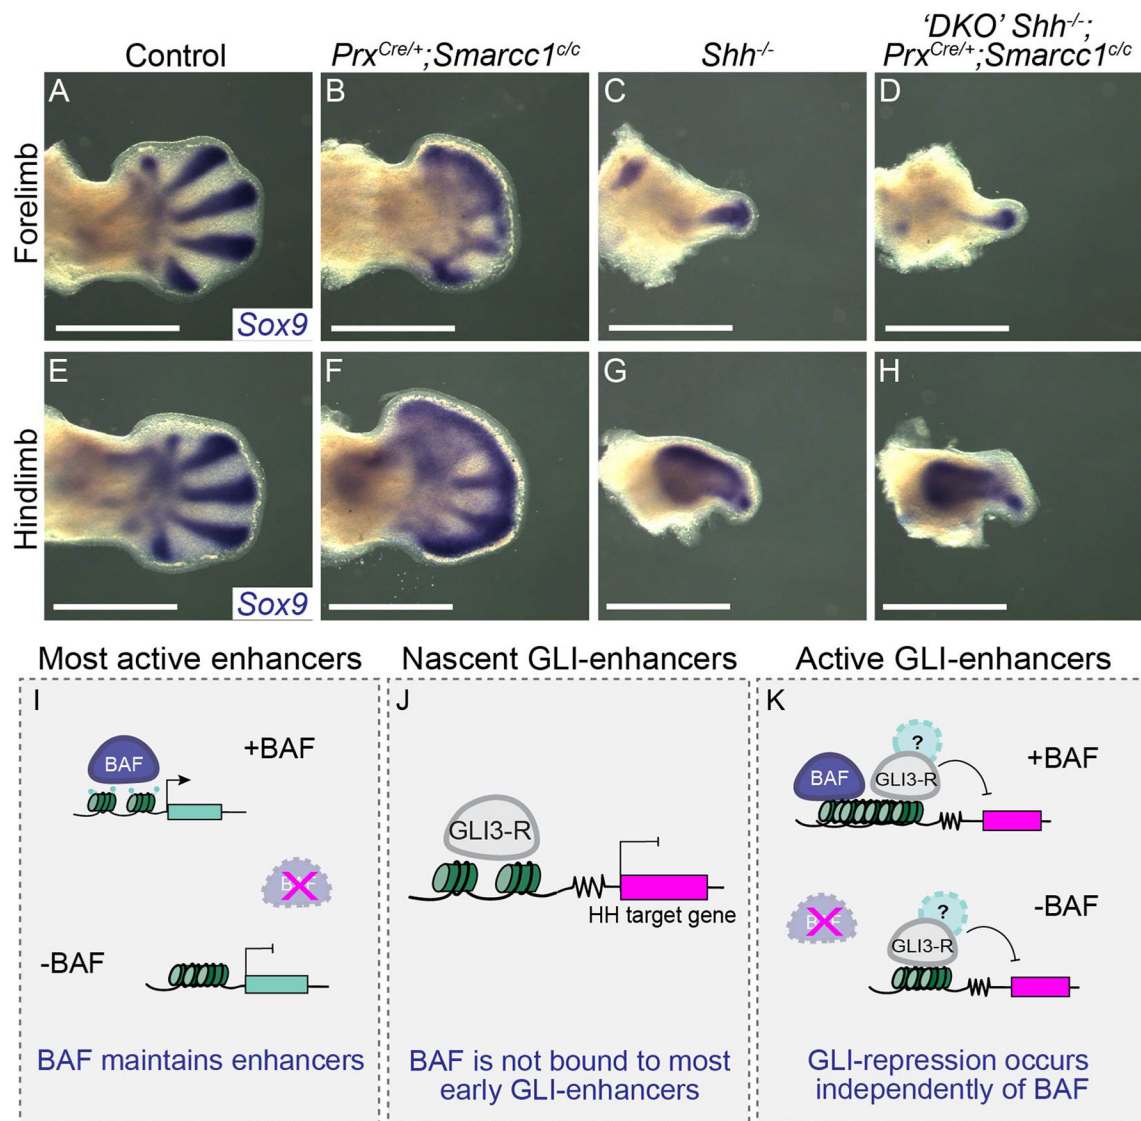 Control
Prx^Cre/+;Smarcc1^c/c
Shh^-/-
‘DKO’ Shh^-/-;
Prx^Cre/+;Smarcc1^c/c
Forelimb
A
B
C
D
Sox9
Hindlimb
E
F
G
H
Sox9
Most active enhancers
Nascent GLI-enhancers
Active GLI-enhancers
I
BAF
+BAF
BAF
-BAF
BAF maintains enhancers
J
GLI3-R
HH target gene
BAF is not bound to most
early GLI-enhancers
K
?
BAF
GLI3-R
+BAF
BAF
?
GLI3-R
-BAF
GLI-repression occurs
independently of BAF